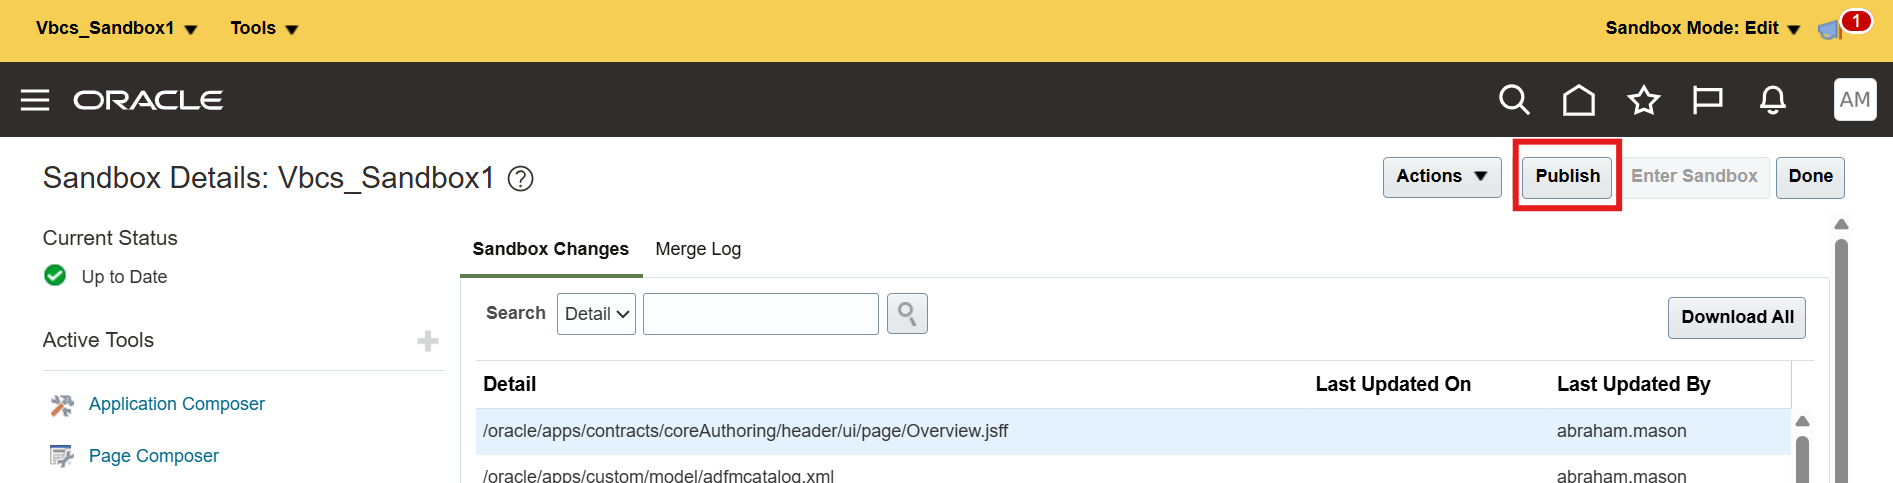 Vbcs_Sandbox1 Tools Sandbox Mode: Edit 1
ORACLE AM
Sandbox Details: Vbcs_Sandbox1 ? Actions Publish Enter Sandbox Done
Current Status
Up to Date
Active Tools
Application Composer
Page Composer
Sandbox Changes Merge Log
Search Detail Download All
Detail Last Updated On Last Updated By
/oracle/apps/contracts/coreAuthoring/header/ui/page/Overview.jsff abraham.mason
/oracle/apps/custom/model/adfmcatalog.xml abraham.mason